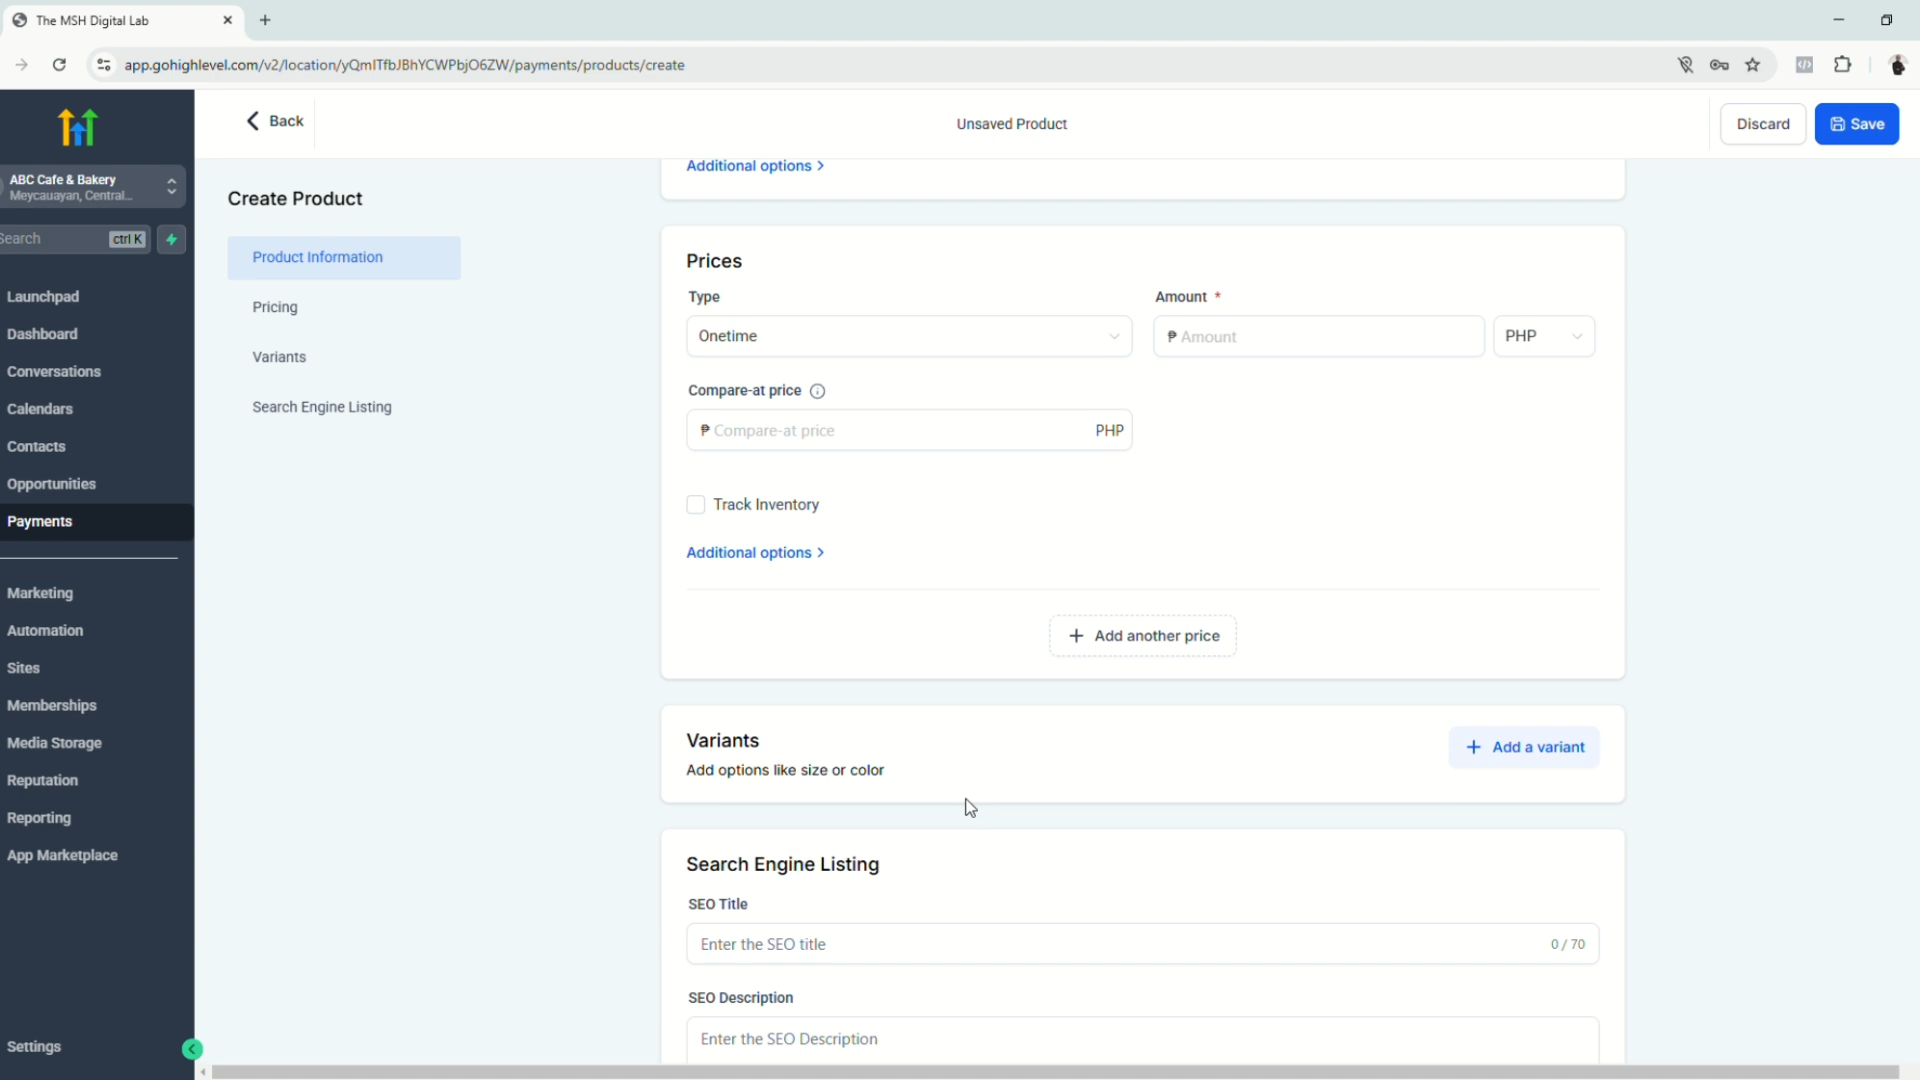 The MSH Digital Lab
app.gohighlevel.com/v2/location/yQmITfbJBhYCWPbjO6ZW/payments/products/create
Back
Unsaved Product
Discard
Save
ABC Cafe & Bakery
Meycauayan, Central...
Search
ctrl K
Launchpad
Dashboard
Conversations
Calendars
Contacts
Opportunities
Payments
Marketing
Automation
Sites
Memberships
Media Storage
Reputation
Reporting
App Marketplace
Settings
Create Product
Product Information
Pricing
Variants
Search Engine Listing
Additional options >
Prices
Type
Amount *
Onetime
₱ Amount
PHP
Compare-at price
₱ Compare-at price
PHP
Track Inventory
Additional options >
+ Add another price
Variants
Add options like size or color
+ Add a variant
Search Engine Listing
SEO Title
Enter the SEO title
0 / 70
SEO Description
Enter the SEO Description